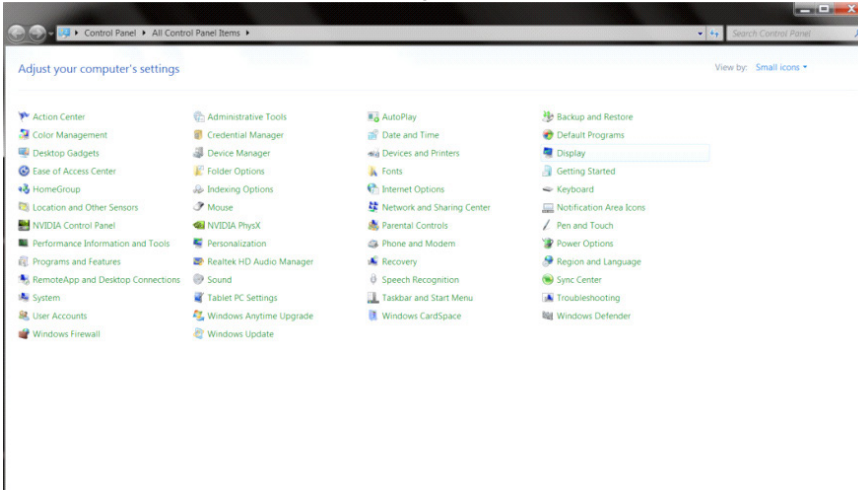 Control Panel All Control Panel Items Search Control Panel
Adjust your computer's settings View by: Small icons
Action Center Administrative Tools AutoPlay Backup and Restore
Color Management Credential Manager Date and Time Default Programs
Desktop Gadgets Device Manager Devices and Printers Display
Ease of Access Center Folder Options Fonts Getting Started
HomeGroup Indexing Options Internet Options Keyboard
Location and Other Sensors Mouse Network and Sharing Center Notification Area Icons
NVIDIA Control Panel NVIDIA PhysX Parental Controls Pen and Touch
Performance Information and Tools Personalization Phone and Modem Power Options
Programs and Features Realtek HD Audio Manager Recovery Region and Language
RemoteApp and Desktop Connections Sound Speech Recognition Sync Center
System Tablet PC Settings Taskbar and Start Menu Troubleshooting
User Accounts Windows Anytime Upgrade Windows CardSpace Windows Defender
Windows Firewall Windows Update